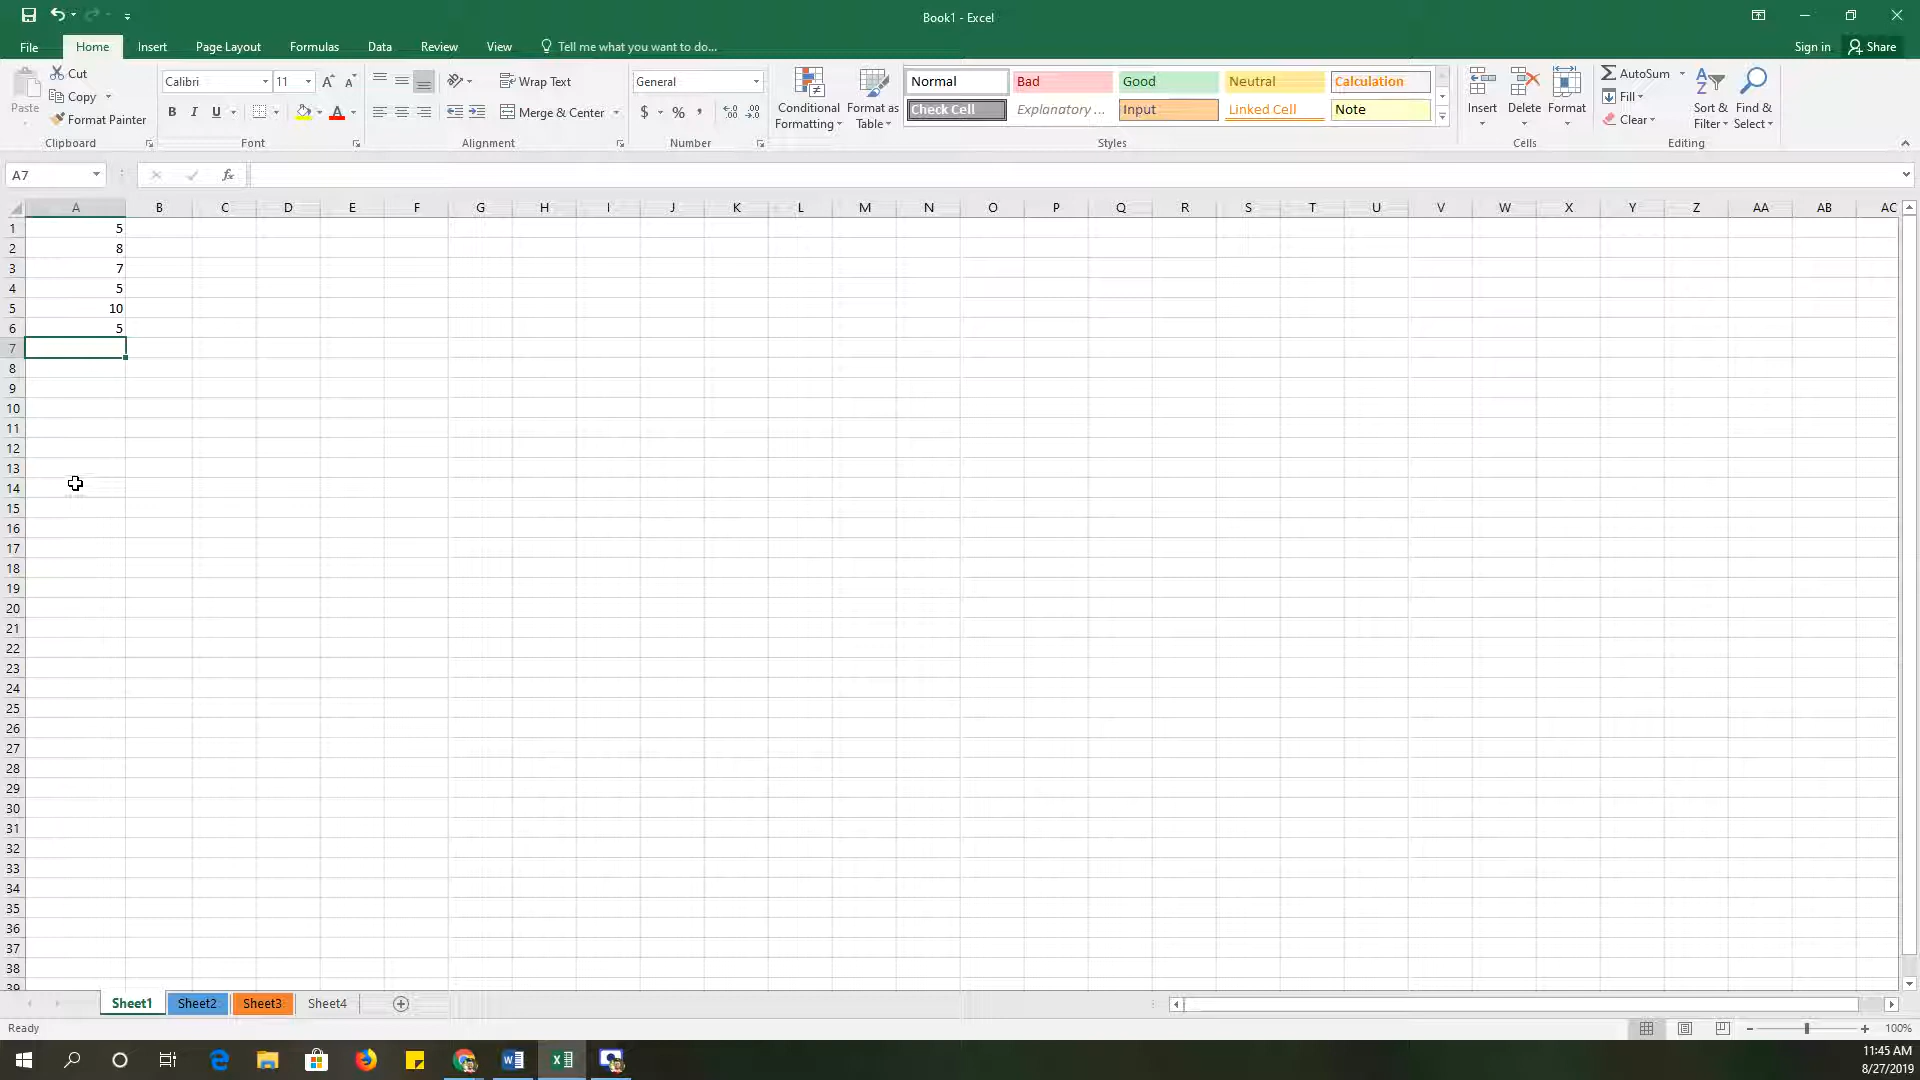 Book1 - Excel
File Home Insert Page Layout Formulas Data Review View Tell me what you want to do... Sign in Share
Paste Cut Copy Format Painter Clipboard
Calibri 11 A A B I U A Font
Wrap Text Merge & Center Alignment
General $ % , Number
Conditional Formatting Format as Table
Normal Bad Good Neutral Calculation
Check Cell Explanatory ... Input Linked Cell Note
Styles
Insert Delete Format Cells
AutoSum Fill Clear Sort & Filter Find & Select Editing
A7 fx
A B C D E F G H I J K L M N O P Q R S T U V W X Y Z AA AB AC
1 5
2 8
3 7
4 5
5 10
6 5
7
8
9
10
11
12
13
14
15
16
17
18
19
20
21
22
23
24
25
26
27
28
29
30
31
32
33
34
35
36
37
38
39
Sheet1 Sheet2 Sheet3 Sheet4
Ready 100%
11:45 AM
8/27/2019